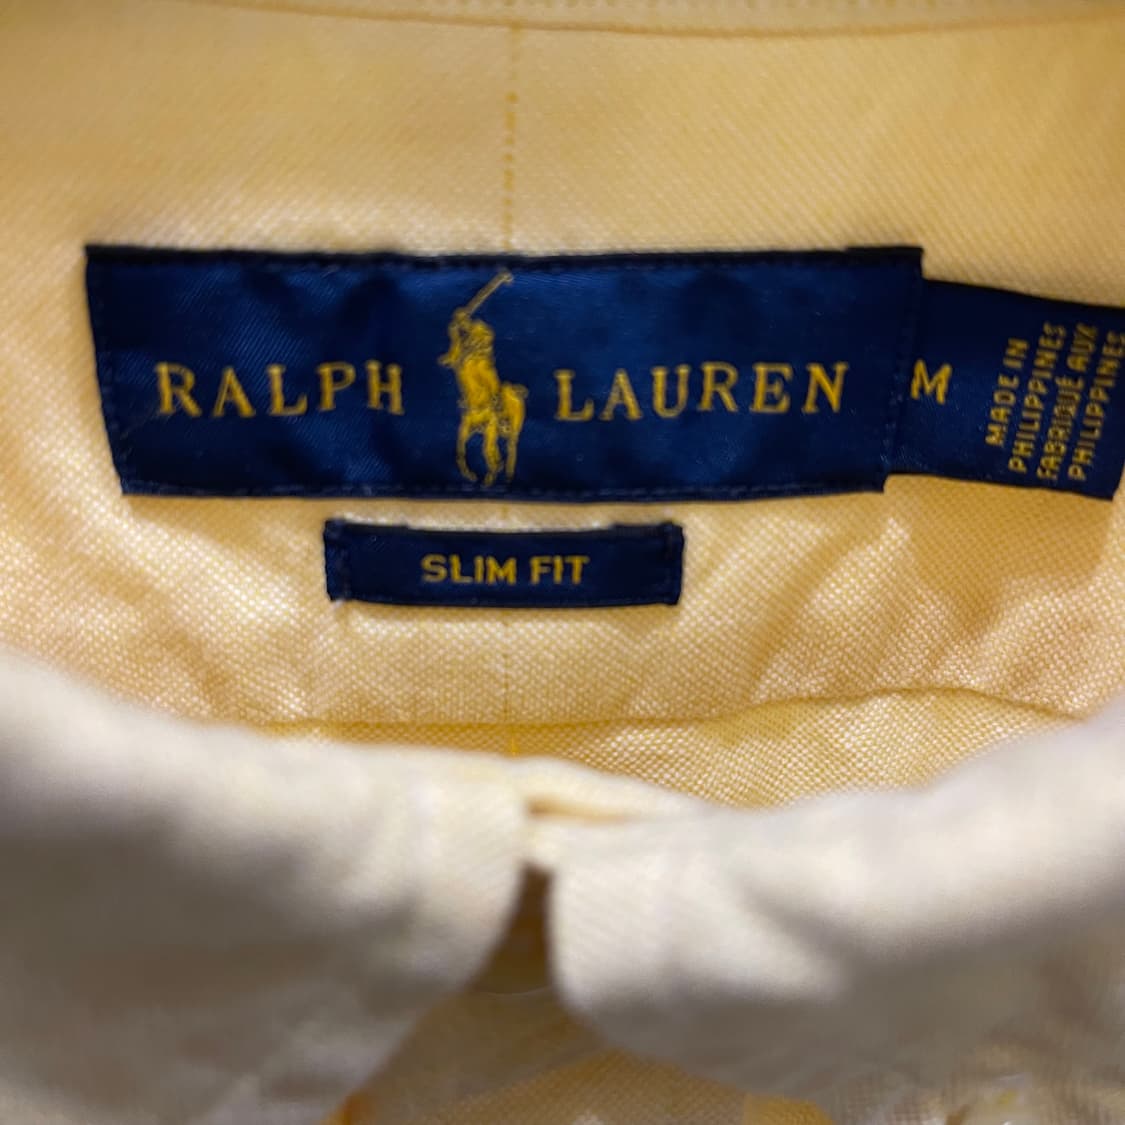 RALPH LAUREN
M
MADE IN
PHILIPPINES
FABRIQUÉ AUX
PHILIPPINES
SLIM FIT